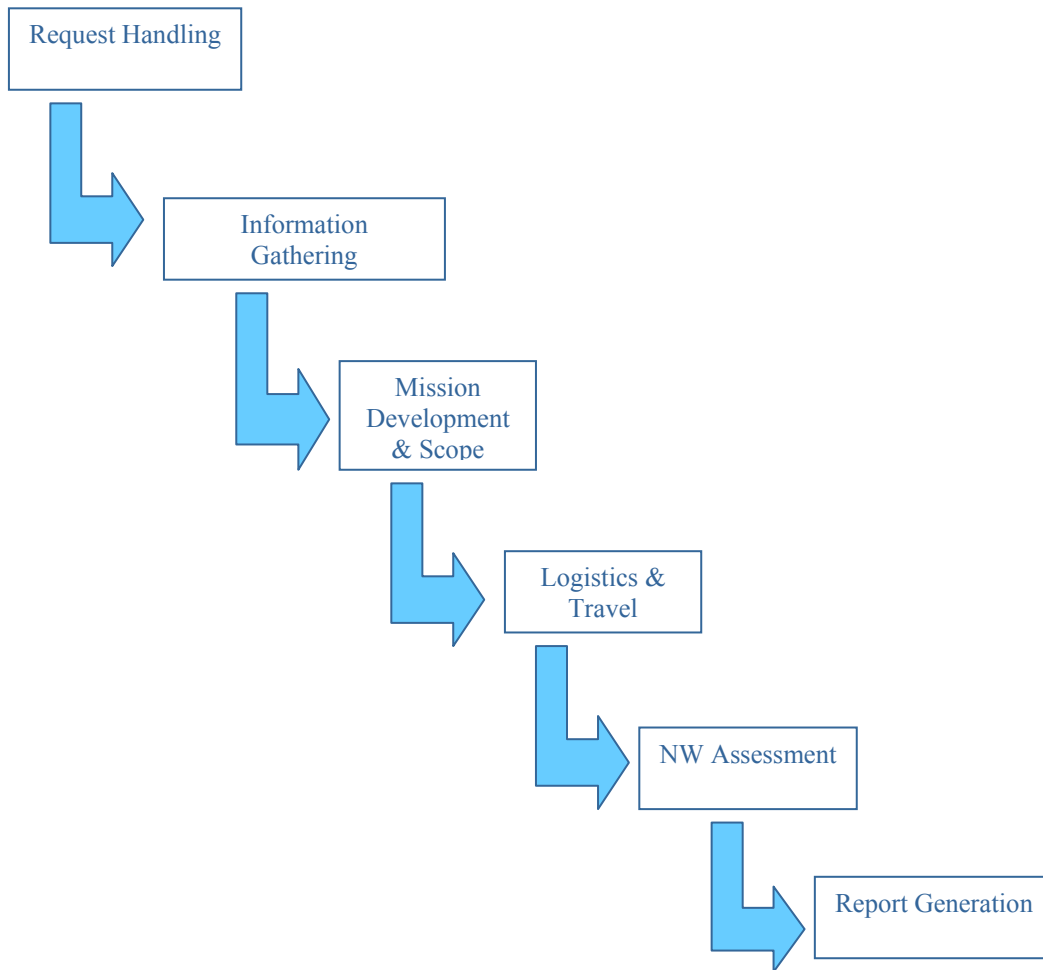 Request Handling
Information
Gathering
Mission
Development
& Scope
Logistics &
Travel
NW Assessment
Report Generation